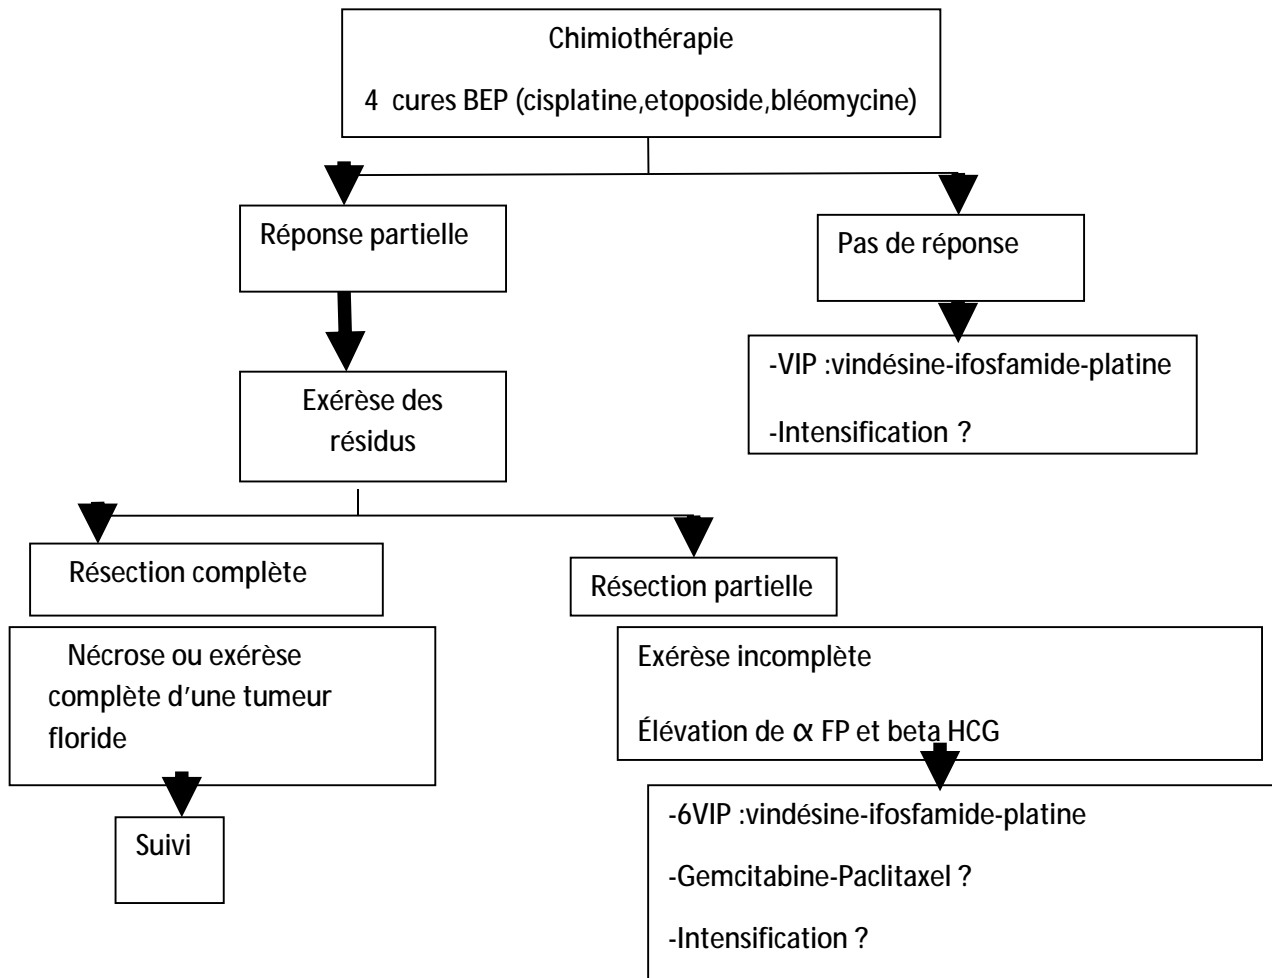 Chimiothérapie
4 cures BEP (cisplatine,etoposide,bléomycine)
Réponse partielle
Pas de réponse
Exérèse des
résidus
-VIP :vindésine-ifosfamide-platine
-Intensification ?
Résection complète
Résection partielle
Nécrose ou exérèse
complète d'une tumeur
floride
Exérèse incomplète
Élévation de α FP et beta HCG
Suivi
-6VIP :vindésine-ifosfamide-platine
-Gemcitabine-Paclitaxel ?
-Intensification ?